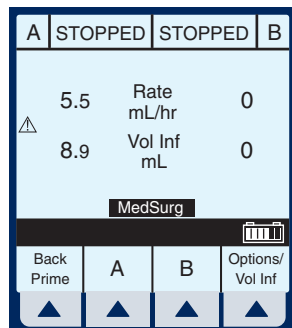 A STOPPED STOPPED B
5.5 Rate mL/hr 0
8.9 Vol Inf mL 0
MedSurg
Back Prime A B Options/ Vol Inf